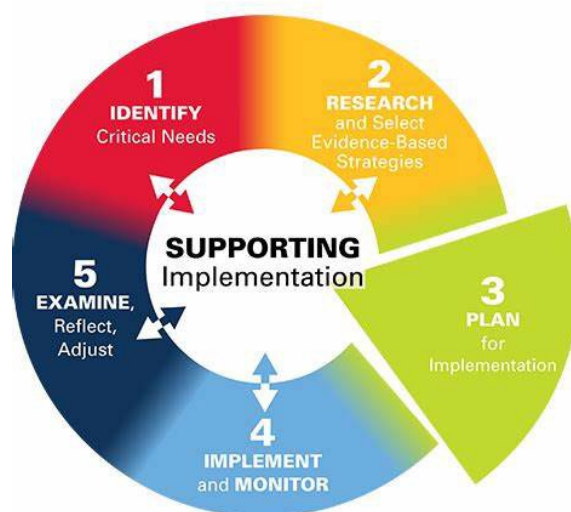 1
IDENTIFY
Critical Needs
2
RESEARCH
and Select
Evidence-Based
Strategies
SUPPORTING
Implementation
3
PLAN
for
Implementation
4
IMPLEMENT
and MONITOR
5
EXAMINE,
Reflect,
Adjust